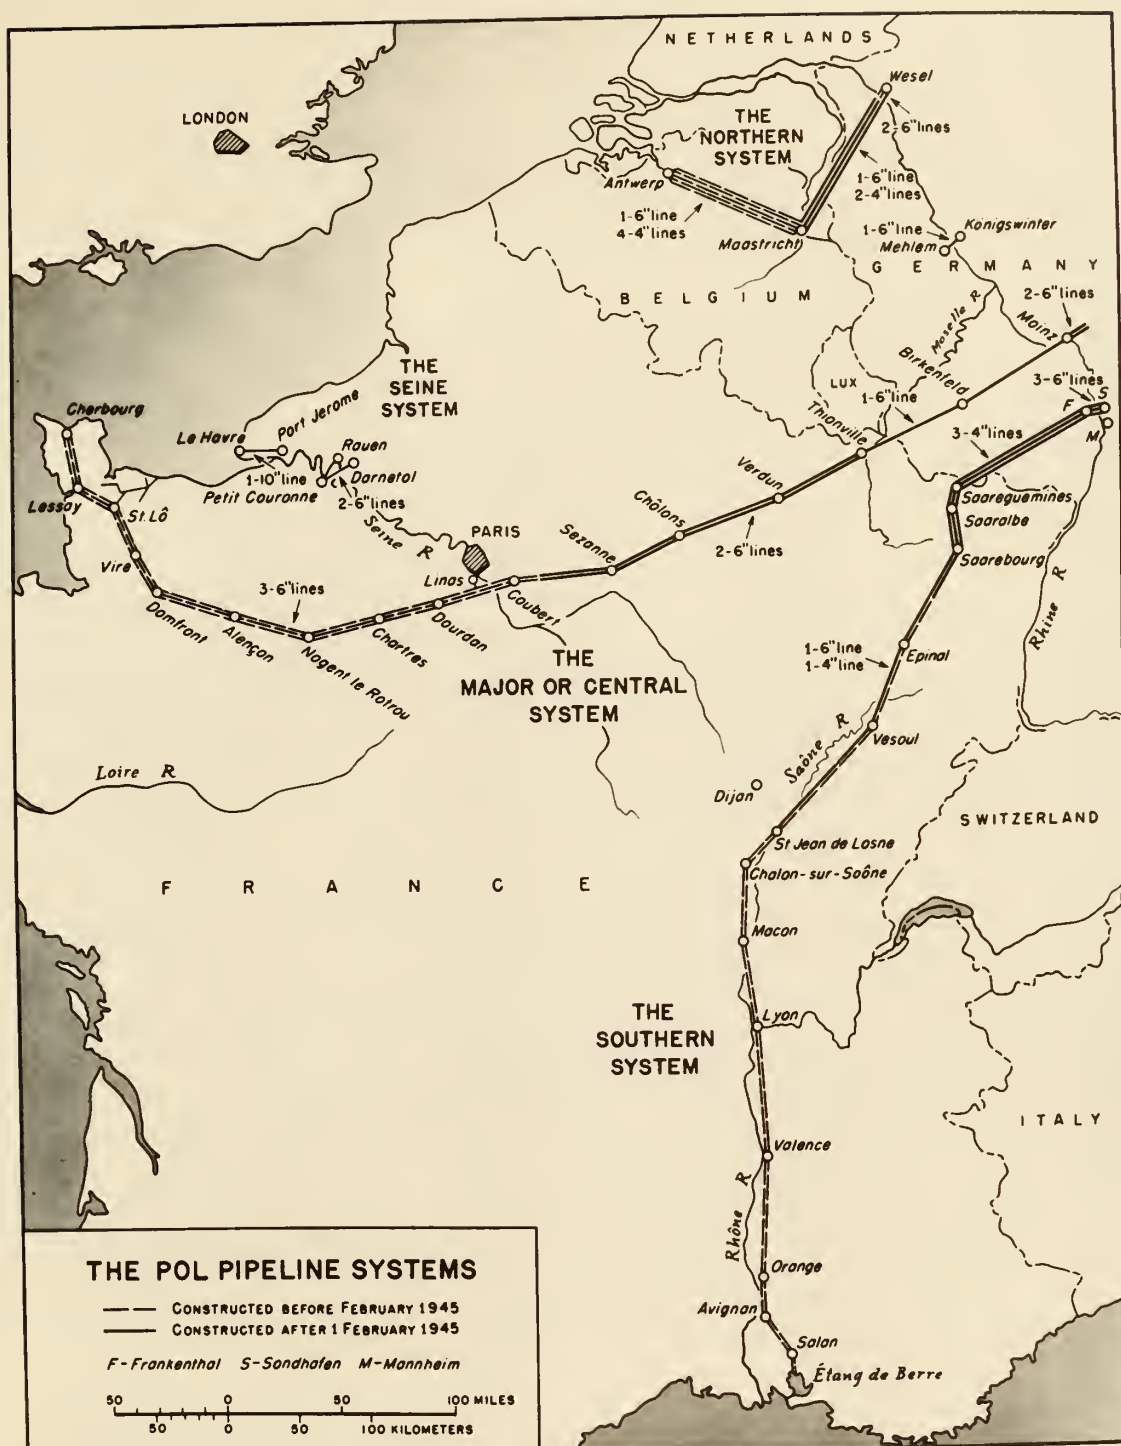 NETHERLANDS
Wesel
LONDON
THE
NORTHERN
SYSTEM
2-6"lines
Antwerp
1-6"line
2-4"lines
1-6"line
4-4"lines
Maastricht
1-6"line
Königswinter
Mehlem
GERMANY
BELGIUM
2-6"lines
Moselle R
Mainz
THE
SEINE
SYSTEM
Birkenfeld
LUX
1-6"line
3-6"lines
F
S
M
Cherbourg
Le Havre
Port Jerome
Rouen
Darnetal
1-10"line
Petit Couronne
2-6"lines
Thionville
3-4"lines
Verdun
Lessay
St. Lô
Seine R
PARIS
Châlons
Saareguemines
Saaralbe
Vire
Linas
Sezanne
2-6"lines
Saarebourg
3-6"lines
Coubert
Domfront
Alençon
Nogent le Rotrou
Chartres
Dourdan
Rhine R
THE
MAJOR OR CENTRAL
SYSTEM
1-6"line
1-4"line
Epinal
Saône R
Vesoul
Loire R
Dijon
SWITZERLAND
St Jean de Losne
Chalon-sur-Saône
FRANCE
Macon
THE
SOUTHERN
SYSTEM
Lyon
ITALY
Valence
Rhône R
Orange
Avignan
Salon
Étang de Berre
THE POL PIPELINE SYSTEMS
CONSTRUCTED BEFORE FEBRUARY 1945
CONSTRUCTED AFTER 1 FEBRUARY 1945
F-Frankenthal S-Sandhofen M-Mannheim
50 0 50 100 MILES
50 0 50 100 KILOMETERS